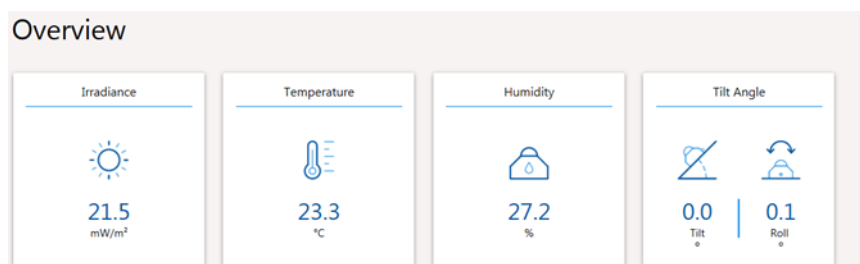 Overview
Irradiance
Temperature
Humidity
Tilt Angle
21.5
mW/m²
23.3
°C
27.2
%
0.0
Tilt
°
0.1
Roll
°